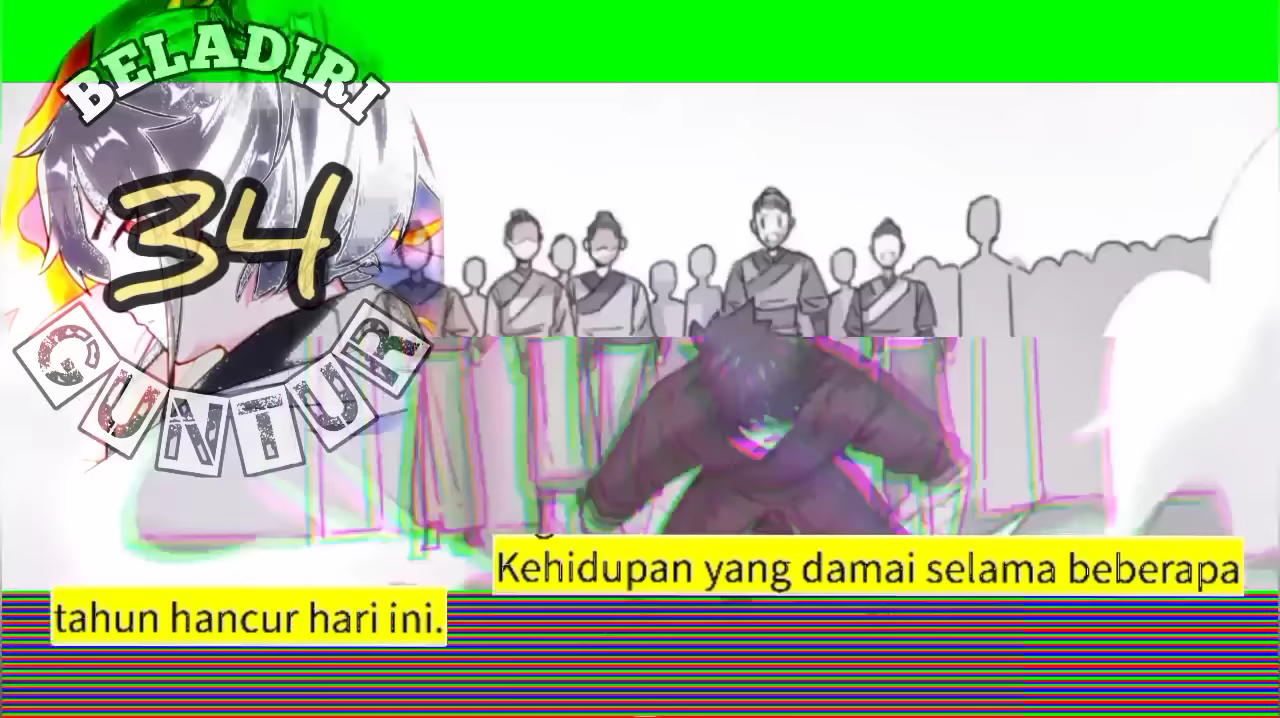 BELADIRI
34
GUNTUR
Kehidupan yang damai selama beberapa
tahun hancur hari ini.